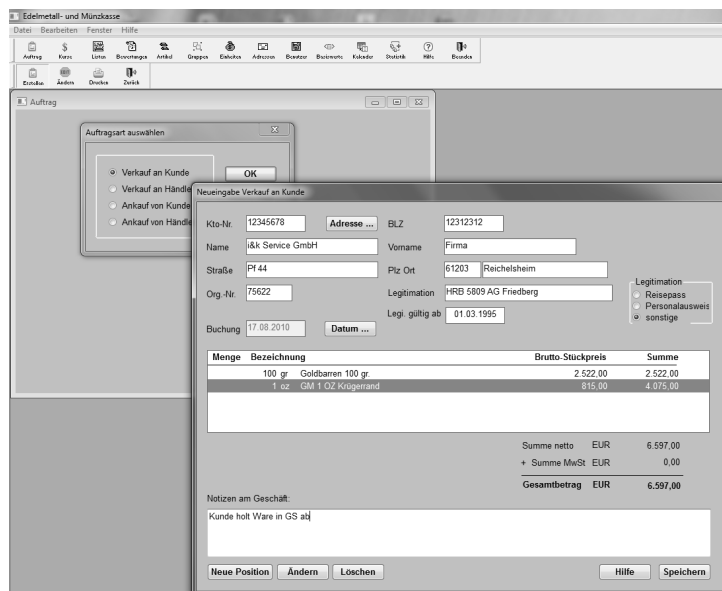 Edelmetall- und Münzkasse
Datei Bearbeiten Fenster Hilfe
Auftrag Kurse Listen Bewertungen Artikel Gruppen Einheiten Adressen Benutzer Basiswerte Kalender Statistik Hilfe Beenden
Erstellen Ändern Drucken Zurück
Auftrag
Auftragsart auswählen
Verkauf an Kunde OK
Verkauf an Händle
Ankauf von Kunde
Ankauf von Händle
Neueingabe Verkauf an Kunde
Kto-Nr. 12345678 Adresse ... BLZ 12312312
Name i&k Service GmbH Vorname Firma
Straße Pf 44 Plz Ort 61203 Reichelsheim
Org.-Nr. 75622 Legitimation HRB 5809 AG Friedberg
Legi. gültig ab 01.03.1995
Legitimation
Reisepass
Personalausweis
sonstige
Buchung 17.08.2010 Datum ...
Menge Bezeichnung Brutto-Stückpreis Summe
100 gr Goldbarren 100 gr. 2.522,00 2.522,00
1 oz GM 1 OZ Krügerrand 815,00 4.075,00
Summe netto EUR 6.597,00
+ Summe MwSt EUR 0,00
Gesamtbetrag EUR 6.597,00
Notizen am Geschäft:
Kunde holt Ware in GS ab
Neue Position Ändern Löschen Hilfe Speichern